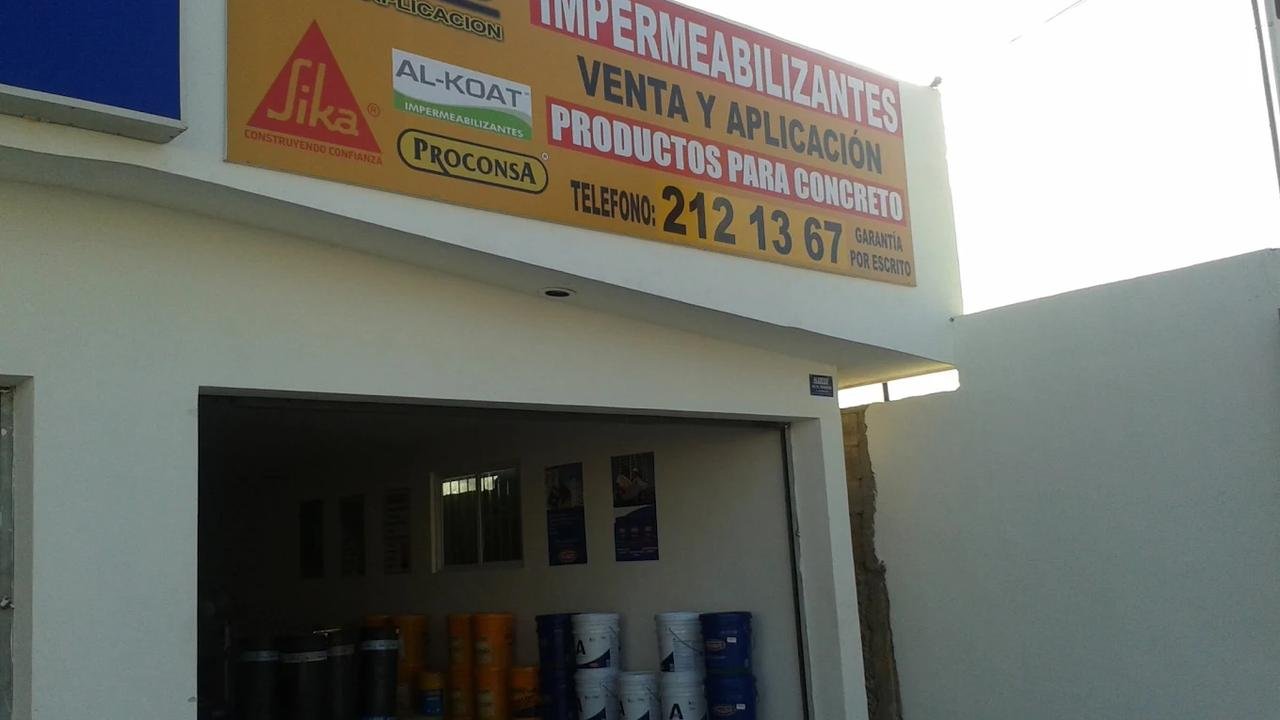 APLICACION
Sika®
CONSTRUYENDO CONFIANZA
AL-KOAT™
IMPERMEABILIZANTES
PROCONSA®
IMPERMEABILIZANTES
VENTA Y APLICACIÓN
PRODUCTOS PARA CONCRETO
TELEFONO: 212 13 67
GARANTÍA
POR ESCRITO
A
A